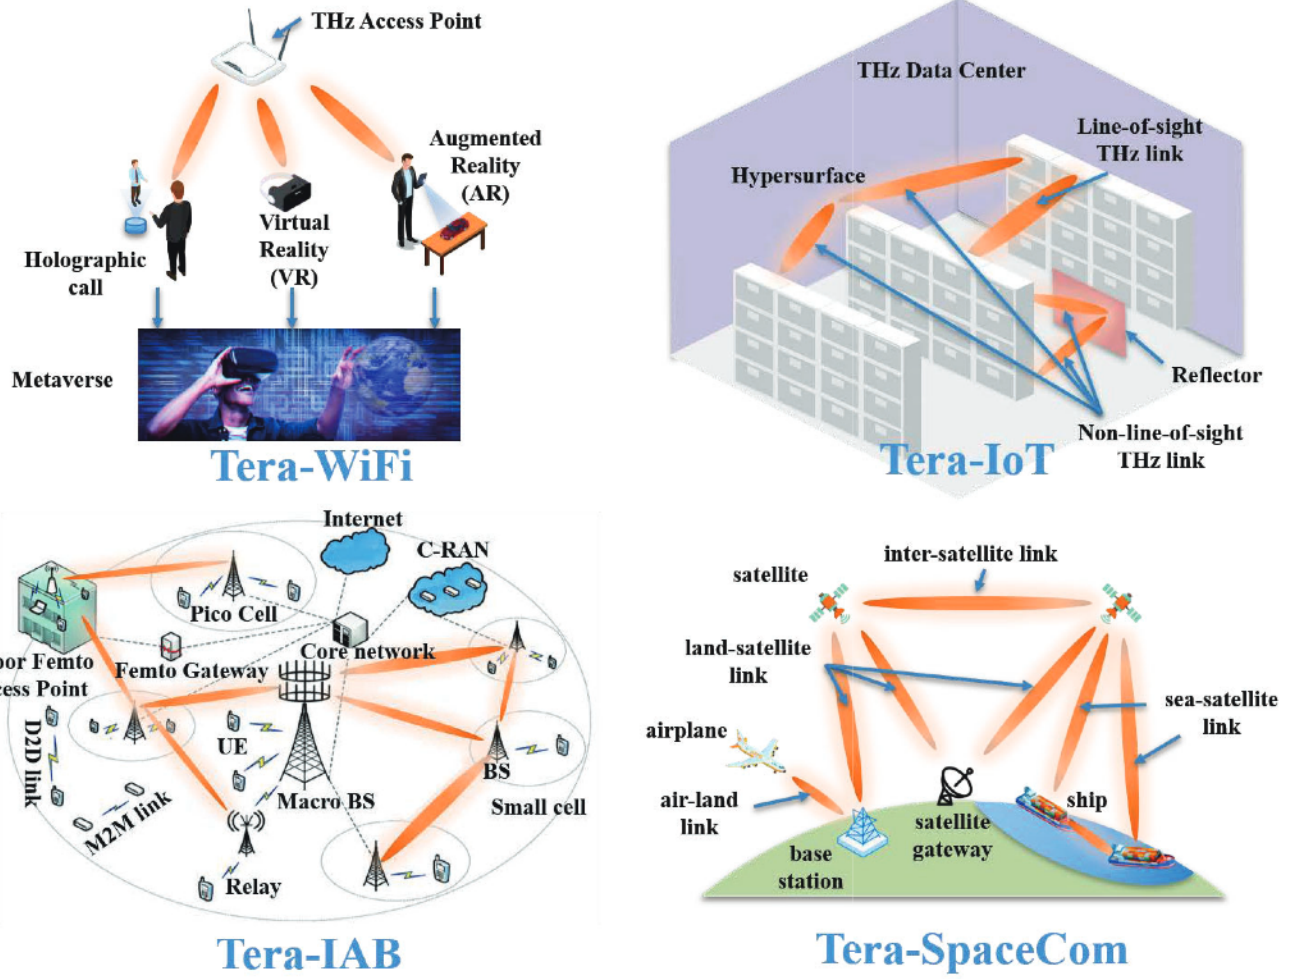 THz Access Point
Augmented
Reality
(AR)
Virtual
Reality
(VR)
Holographic
call
Metaverse
Tera-WiFi
THz Data Center
Line-of-sight
THz link
Hypersurface
Reflector
Non-line-of-sight
THz link
Tera-IoT
Internet
C-RAN
Pico Cell
Core network
oor Femto
cess Point
Femto Gateway
D2D link
UE
BS
Macro BS
Small cell
M2M link
Relay
Tera-IAB
inter-satellite link
satellite
land-satellite
link
sea-satellite
link
airplane
air-land
link
ship
satellite
gateway
base
station
Tera-SpaceCom